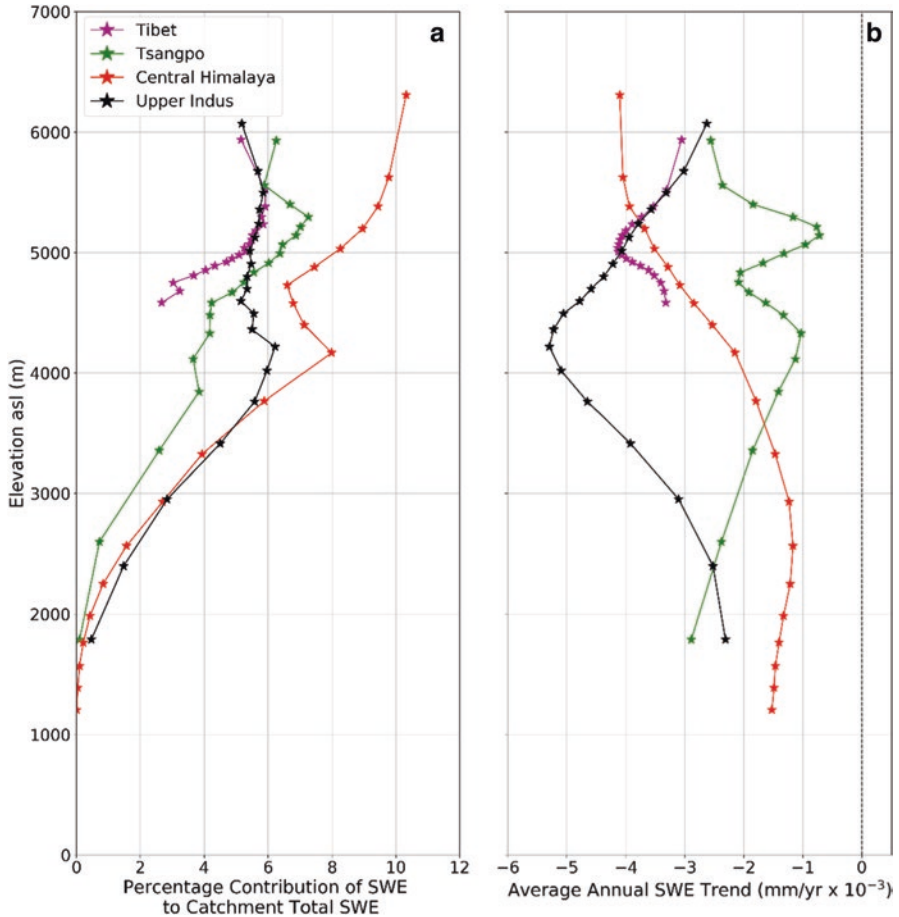 7000
6000
5000
4000
3000
2000
1000
0
Elevation asl (m)
Tibet
Tsangpo
Central Himalaya
Upper Indus
a
0 2 4 6 8 10 12
Percentage Contribution of SWE
to Catchment Total SWE
b
−6 −5 −4 −3 −2 −1 0
Average Annual SWE Trend (mm/yr x 10⁻³)